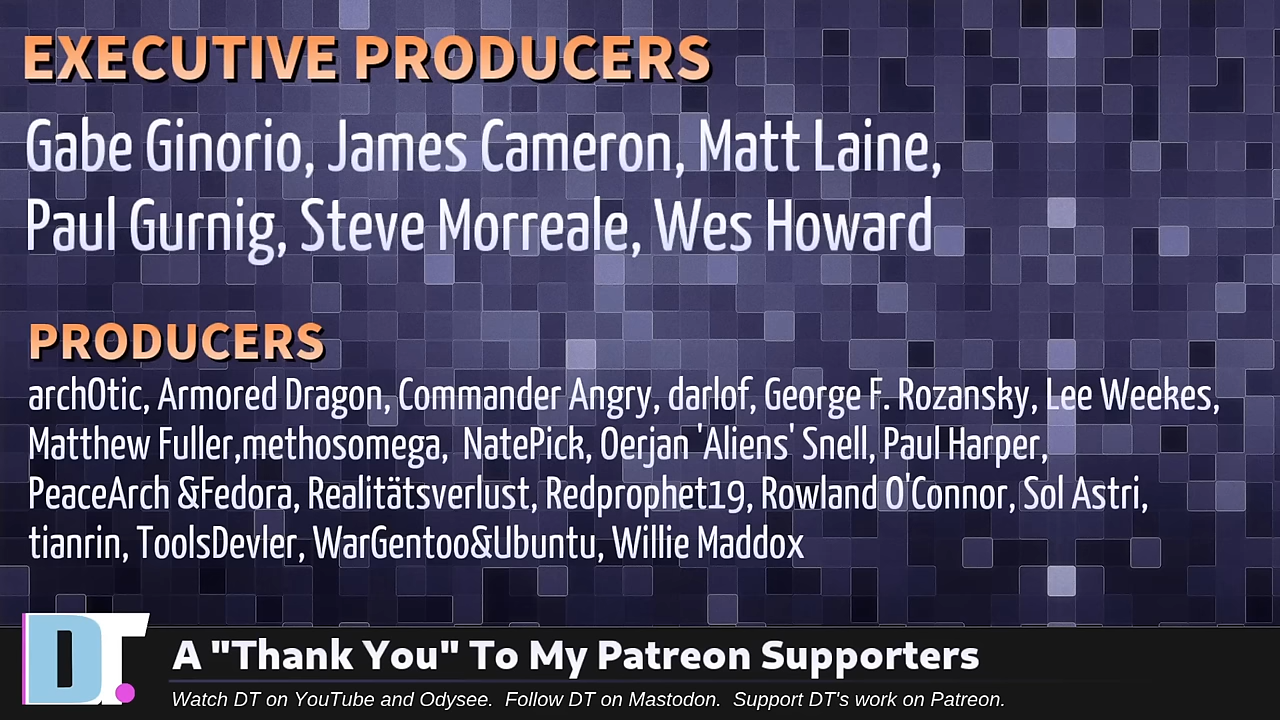 EXECUTIVE PRODUCERS
Gabe Ginorio, James Cameron, Matt Laine,
Paul Gurnig, Steve Morreale, Wes Howard
PRODUCERS
archOtic, Armored Dragon, Commander Angry, darlof, George F. Rozansky, Lee Weekes,
Matthew Fuller,methosomega,  NatePick, Oerjan 'Aliens' Snell, Paul Harper,
PeaceArch &Fedora, Realitätsverlust, Redprophet19, Rowland O'Connor, Sol Astri,
tianrin, ToolsDevler, WarGentoo&Ubuntu, Willie Maddox
DT.
A "Thank You" To My Patreon Supporters
Watch DT on YouTube and Odysee.  Follow DT on Mastodon.  Support DT's work on Patreon.